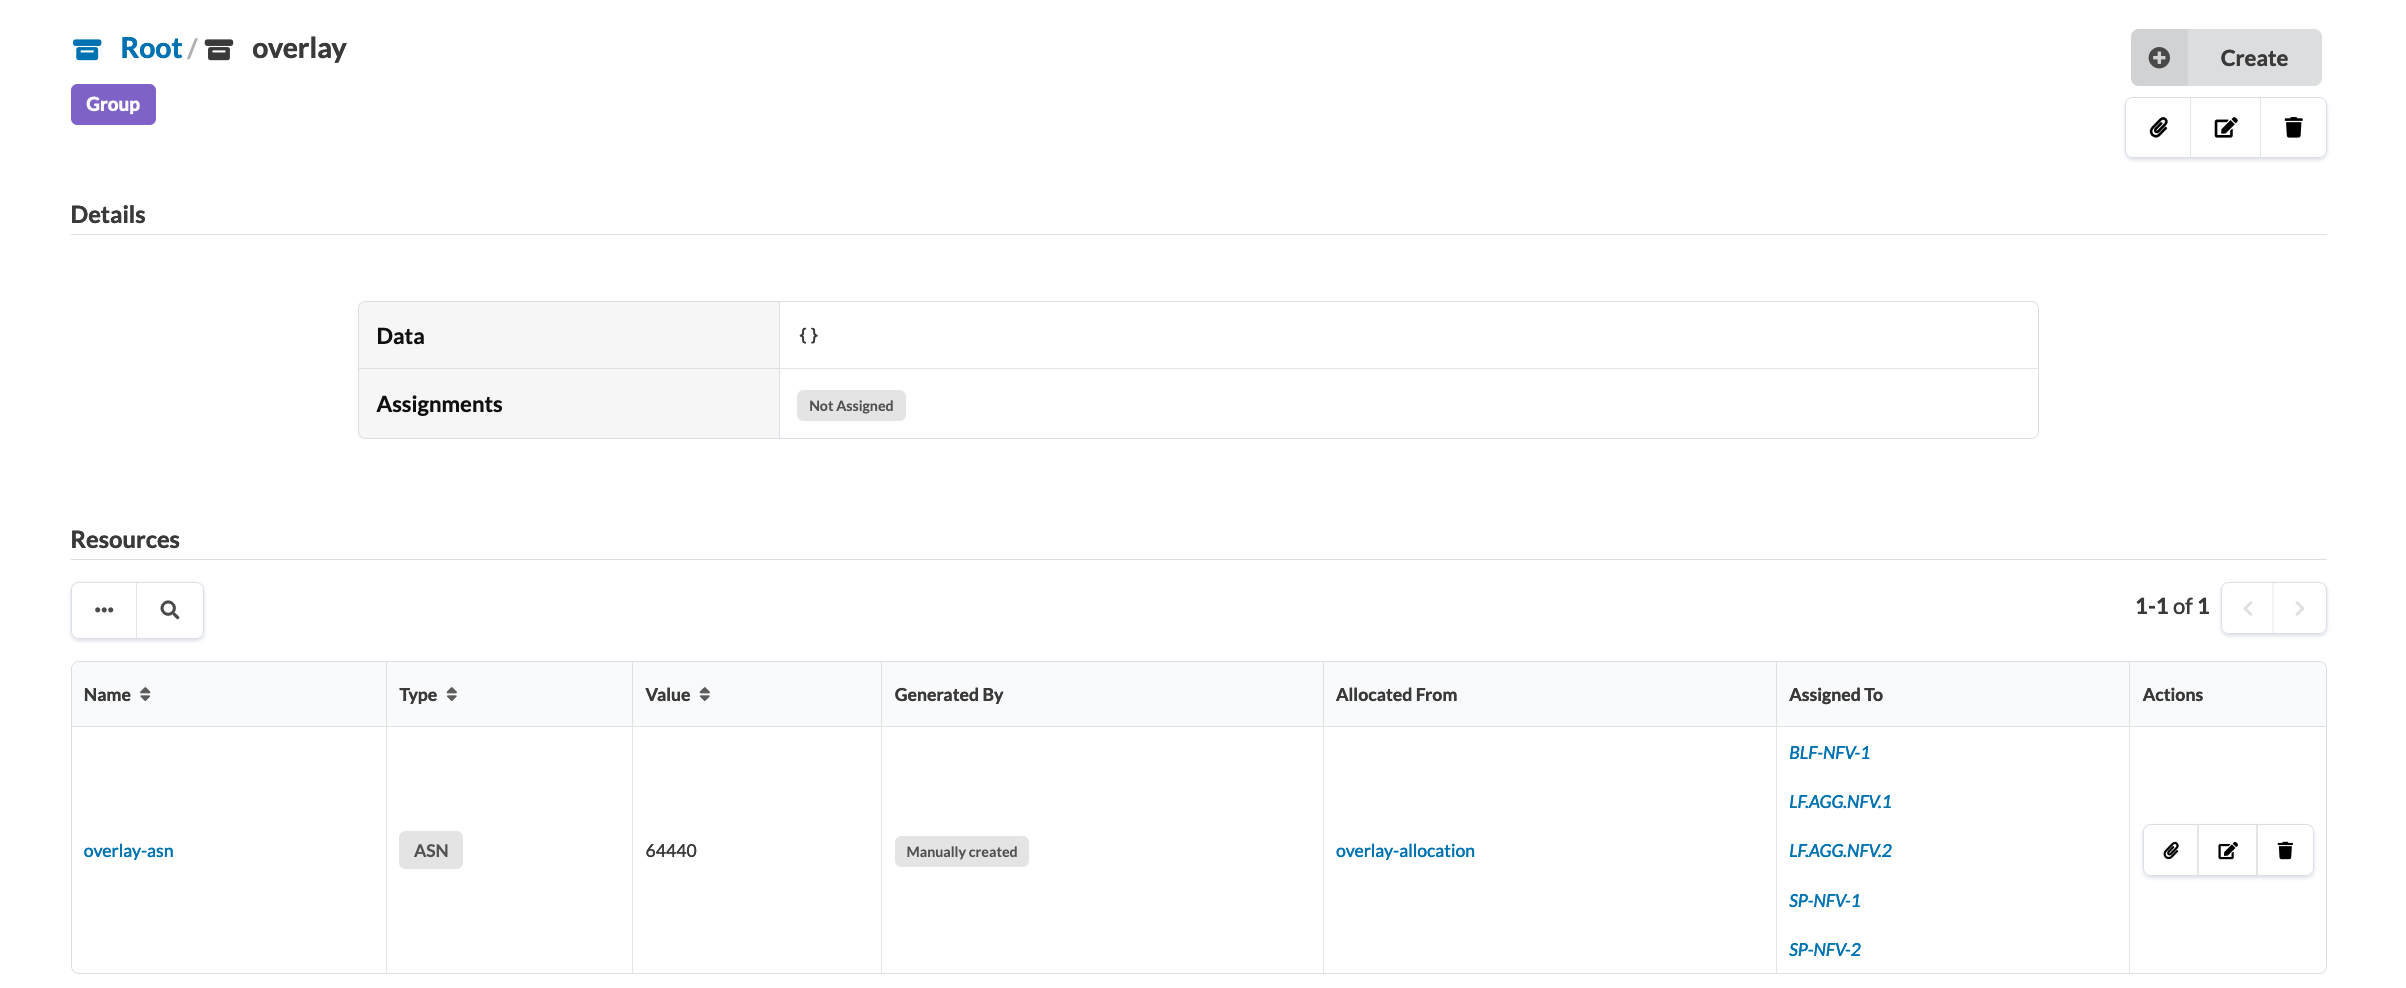 Root / overlay
Create
Group
Details
Data {}
Assignments Not Assigned
Resources
1-1 of 1
Name Type Value Generated By Allocated From Assigned To Actions
BLF-NFV-1
LF.AGG.NFV.1
overlay-asn ASN 64440 Manually created overlay-allocation LF.AGG.NFV.2
SP-NFV-1
SP-NFV-2